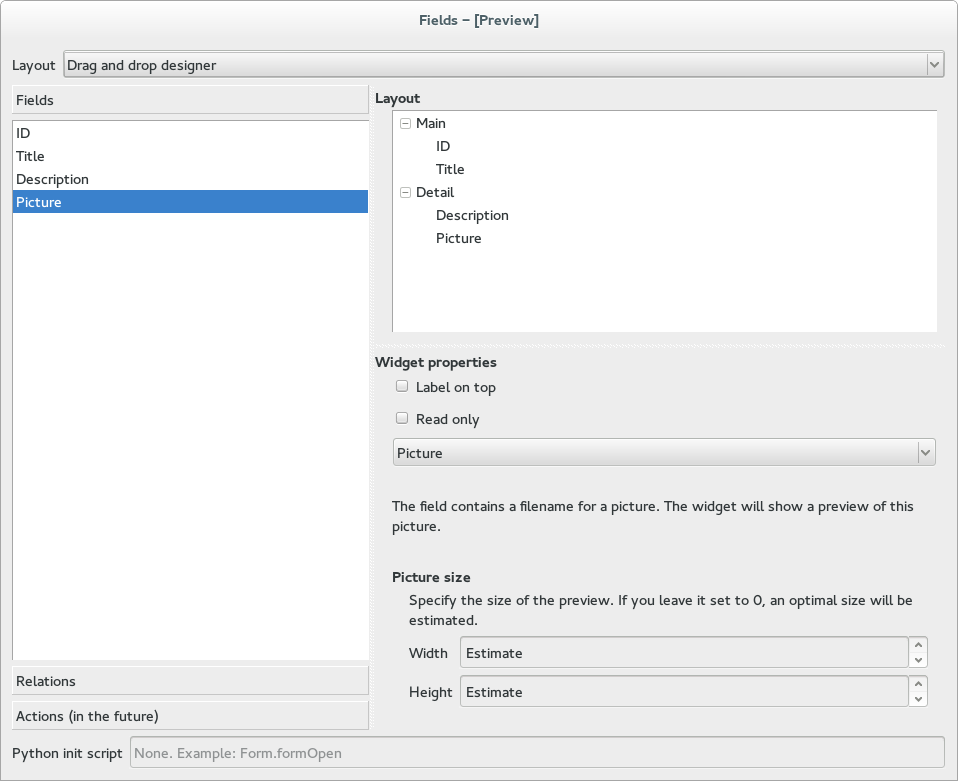 Fields – [Preview]
Layout
Drag and drop designer
Fields
ID
Title
Description
Picture
Relations
Actions (in the future)
Layout
Main
ID
Title
Detail
Description
Picture
Widget properties
Label on top
Read only
Picture
The field contains a filename for a picture. The widget will show a preview of this
picture.
Picture size
Specify the size of the preview. If you leave it set to 0, an optimal size will be
estimated.
Width Estimate
Height Estimate
Python init script None. Example: Form.formOpen